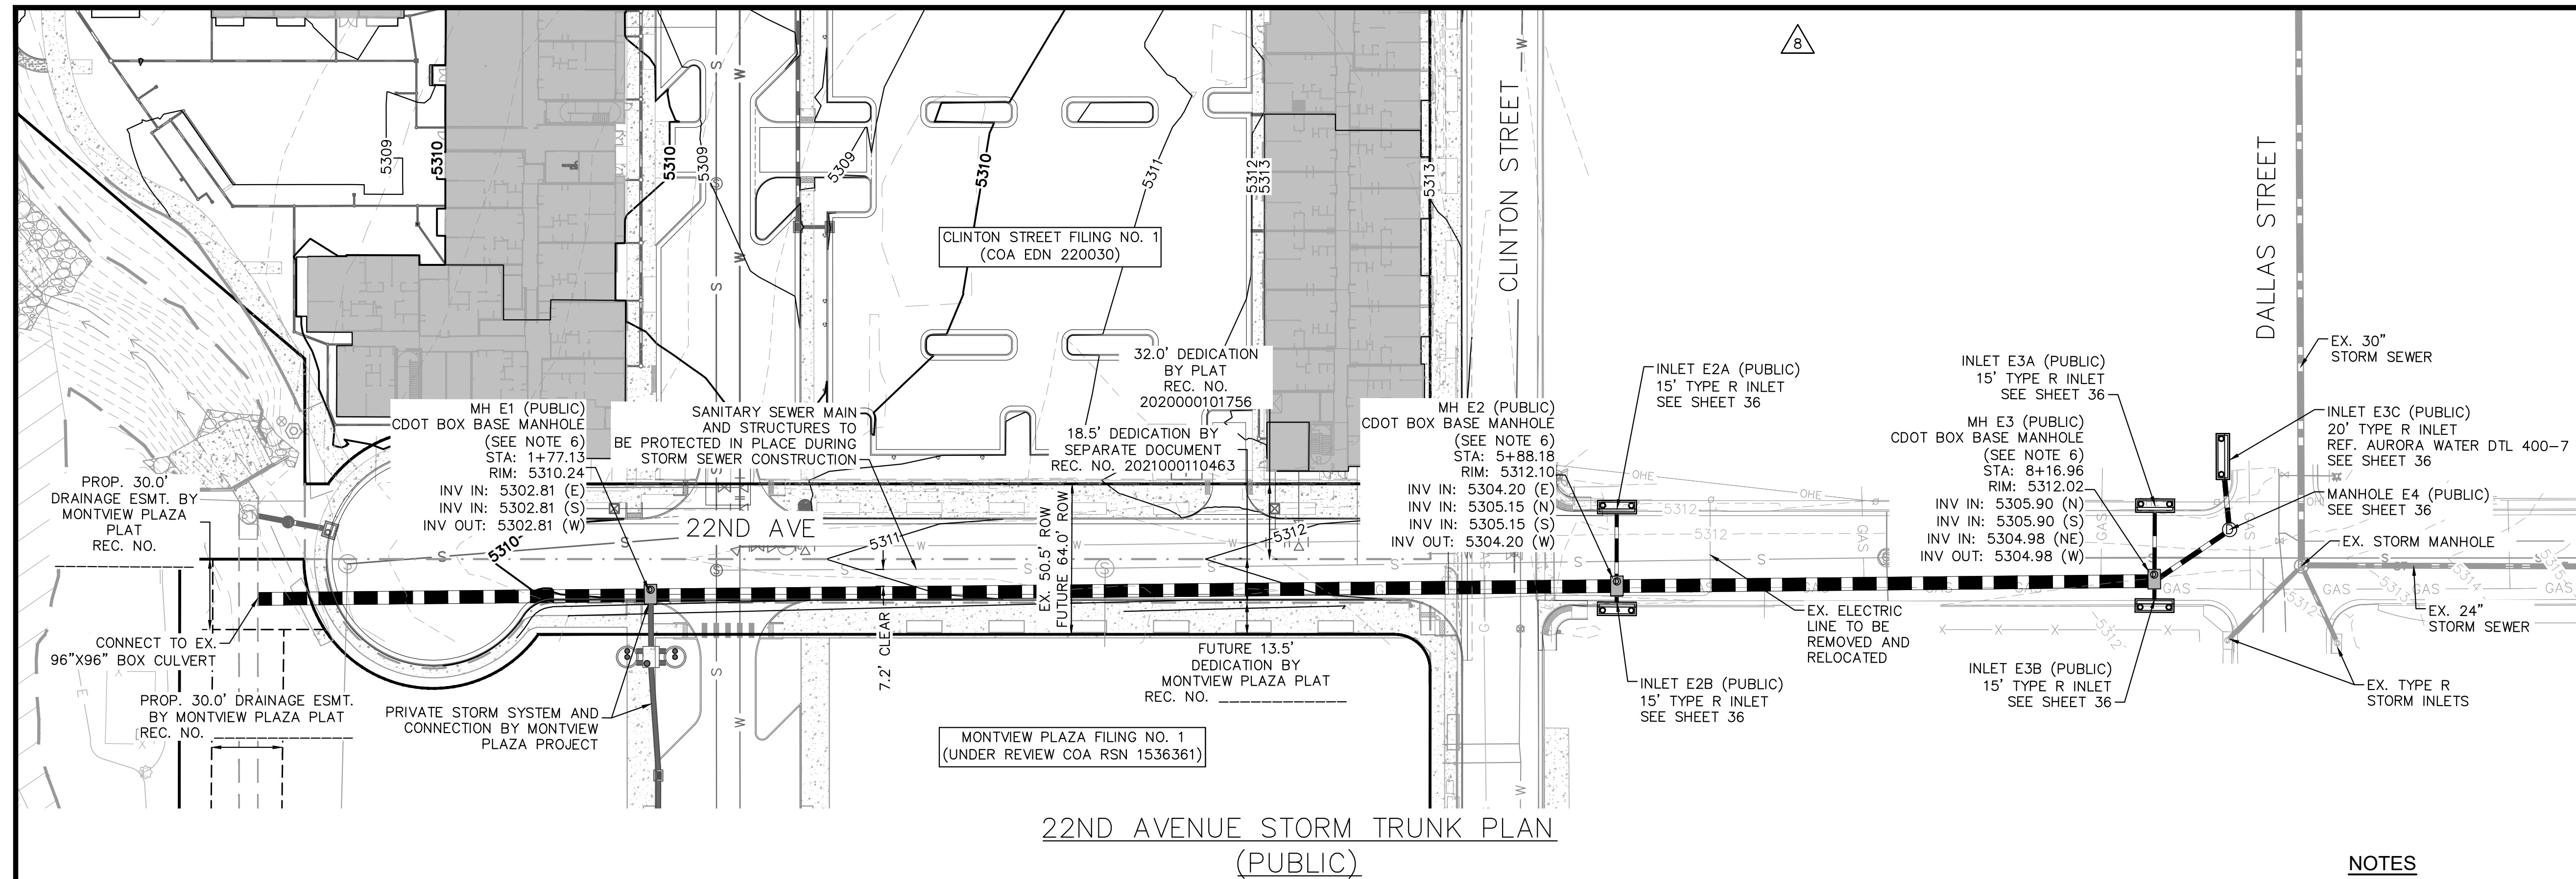 8
5309
5310
5310
5309
5309
5310
5311
5312
5313
5313
CLINTON STREET
DALLAS STREET
CLINTON STREET FILING NO. 1
(COA EDN 220030)
EX. 30"
STORM SEWER
32.0' DEDICATION
BY PLAT
REC. NO.
2020000101756
18.5' DEDICATION BY
SEPARATE DOCUMENT
REC. NO. 2021000110463
INLET E2A (PUBLIC)
15' TYPE R INLET
SEE SHEET 36
INLET E3A (PUBLIC)
15' TYPE R INLET
SEE SHEET 36
MH E1 (PUBLIC)
CDOT BOX BASE MANHOLE
(SEE NOTE 6)
STA: 1+77.13
RIM: 5310.24
INV IN: 5302.81 (E)
INV IN: 5302.81 (S)
INV OUT: 5302.81 (W)
SANITARY SEWER MAIN
AND STRUCTURES TO
BE PROTECTED IN PLACE DURING
STORM SEWER CONSTRUCTION
MH E2 (PUBLIC)
CDOT BOX BASE MANHOLE
(SEE NOTE 6)
STA: 5+88.18
RIM: 5312.10
INV IN: 5304.20 (E)
INV IN: 5305.15 (N)
INV IN: 5305.15 (S)
INV OUT: 5304.20 (W)
MH E3 (PUBLIC)
CDOT BOX BASE MANHOLE
(SEE NOTE 6)
STA: 8+16.96
RIM: 5312.02
INV IN: 5305.90 (N)
INV IN: 5305.90 (S)
INV IN: 5304.98 (NE)
INV OUT: 5304.98 (W)
INLET E3C (PUBLIC)
20' TYPE R INLET
REF. AURORA WATER DTL 400-7
SEE SHEET 36
MANHOLE E4 (PUBLIC)
SEE SHEET 36
EX. STORM MANHOLE
PROP. 30.0'
DRAINAGE ESMT. BY
MONTVIEW PLAZA
PLAT
REC. NO.
22ND AVE
5310
5311
5312
5312
OHE
OHE
GAS
GAS
GAS
5312
5313
5314
5315
5312
GAS
GAS
GAS
GAS
EX. 50.5' ROW
FUTURE 64.0' ROW
7.2' CLEAR
CONNECT TO EX.
96"X96" BOX CULVERT
PROP. 30.0' DRAINAGE ESMT.
BY MONTVIEW PLAZA PLAT
REC. NO.
PRIVATE STORM SYSTEM AND
CONNECTION BY MONTVIEW
PLAZA PROJECT
FUTURE 13.5'
DEDICATION BY
MONTVIEW PLAZA PLAT
REC. NO.
MONTVIEW PLAZA FILING NO. 1
(UNDER REVIEW COA RSN 1536361)
INLET E2B (PUBLIC)
15' TYPE R INLET
SEE SHEET 36
EX. ELECTRIC
LINE TO BE
REMOVED AND
RELOCATED
INLET E3B (PUBLIC)
15' TYPE R INLET
SEE SHEET 36
EX. 24"
STORM SEWER
EX. TYPE R
STORM INLETS
22ND AVENUE STORM TRUNK PLAN
(PUBLIC)
NOTES